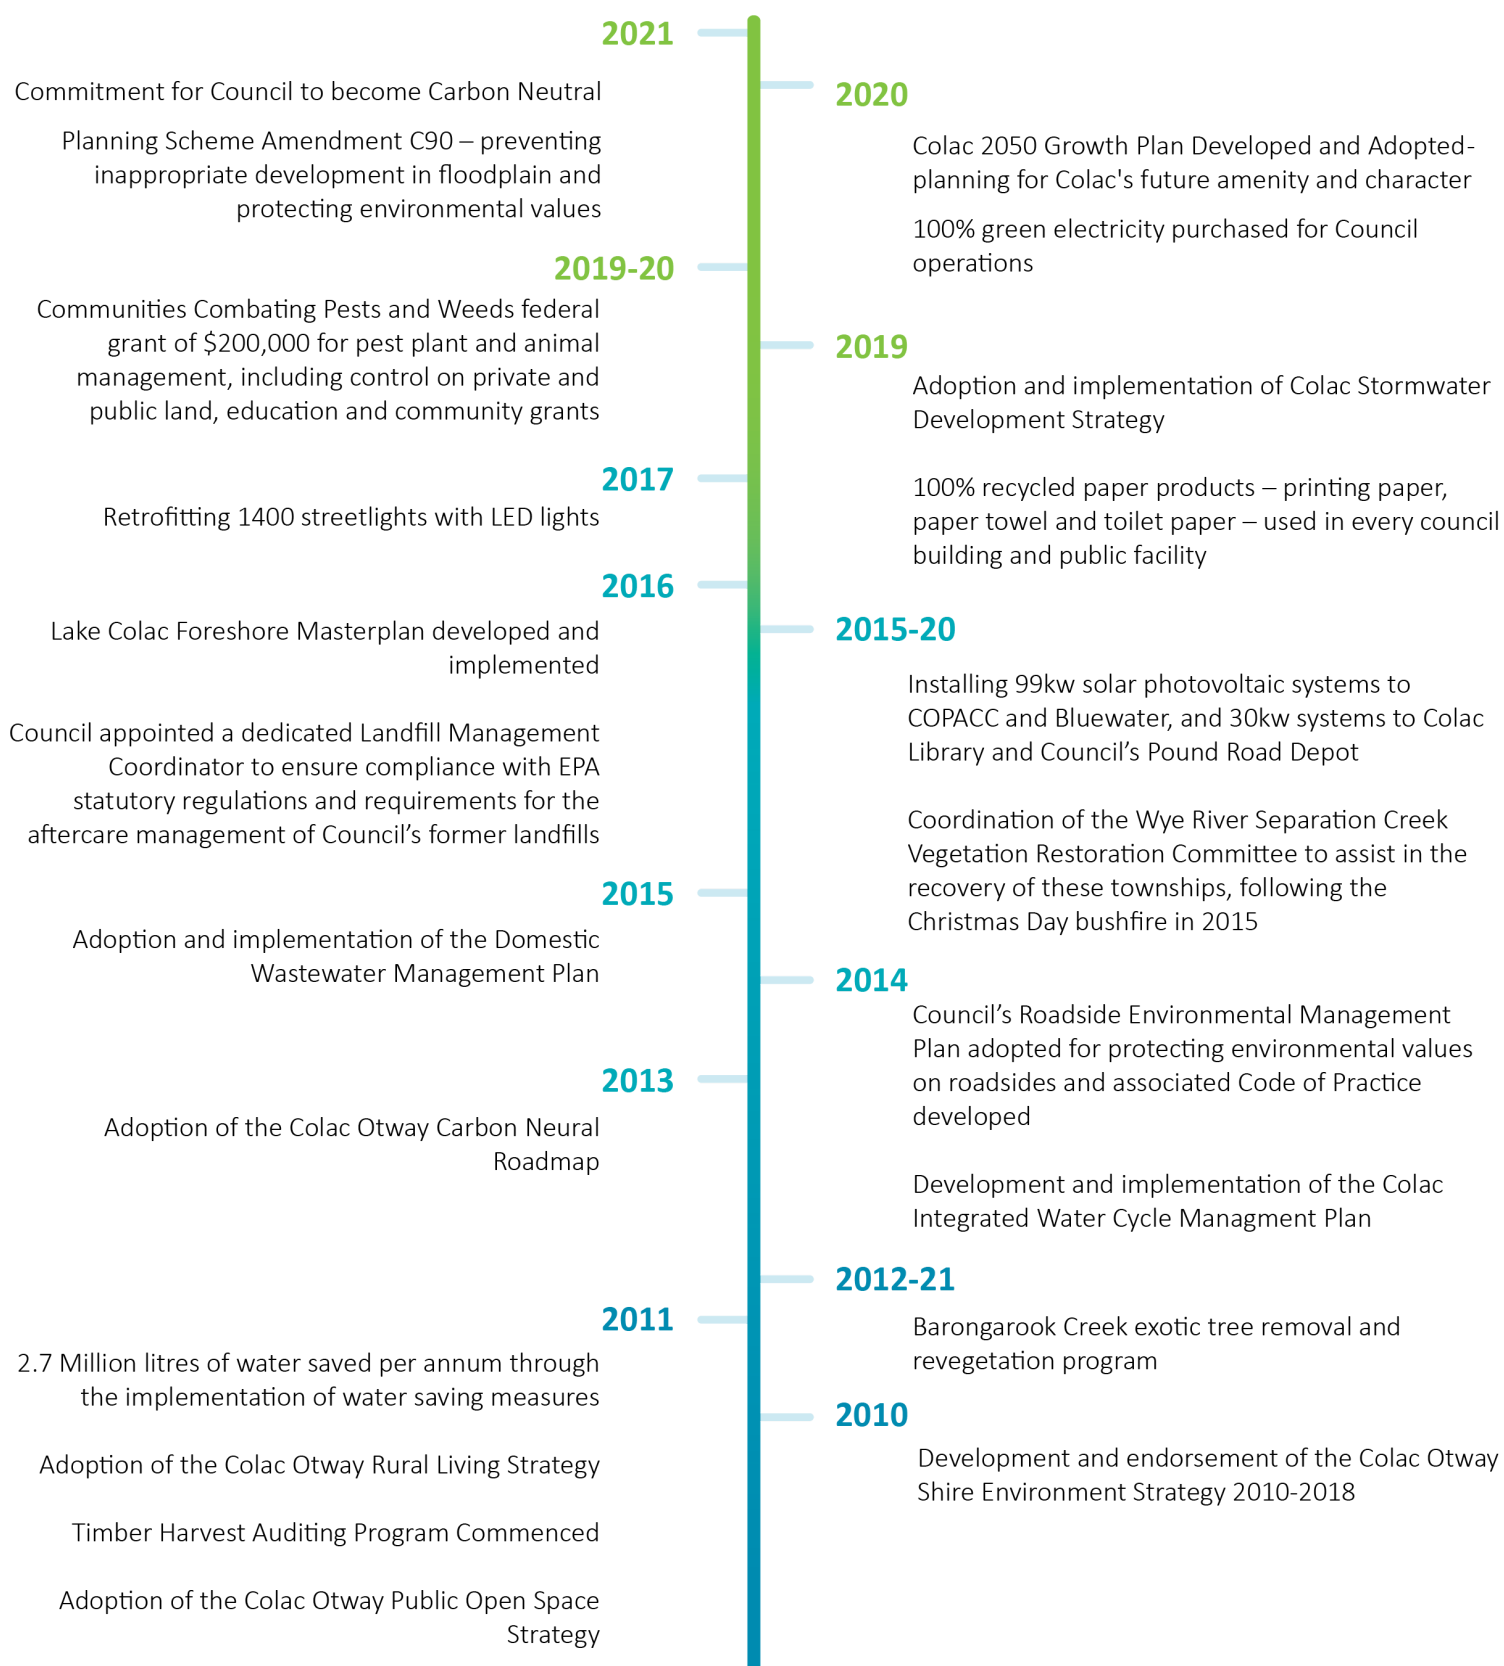 2021
Commitment for Council to become Carbon Neutral
Planning Scheme Amendment C90 – preventing
inappropriate development in floodplain and
protecting environmental values
2020
Colac 2050 Growth Plan Developed and Adopted-
planning for Colac's future amenity and character
100% green electricity purchased for Council
operations
2019-20
Communities Combating Pests and Weeds federal
grant of $200,000 for pest plant and animal
management, including control on private and
public land, education and community grants
2019
Adoption and implementation of Colac Stormwater
Development Strategy
100% recycled paper products – printing paper,
paper towel and toilet paper – used in every council
building and public facility
2017
Retrofitting 1400 streetlights with LED lights
2016
Lake Colac Foreshore Masterplan developed and
implemented
Council appointed a dedicated Landfill Management
Coordinator to ensure compliance with EPA
statutory regulations and requirements for the
aftercare management of Council’s former landfills
2015-20
Installing 99kw solar photovoltaic systems to
COPACC and Bluewater, and 30kw systems to Colac
Library and Council’s Pound Road Depot
Coordination of the Wye River Separation Creek
Vegetation Restoration Committee to assist in the
recovery of these townships, following the
Christmas Day bushfire in 2015
2015
Adoption and implementation of the Domestic
Wastewater Management Plan
2014
Council’s Roadside Environmental Management
Plan adopted for protecting environmental values
on roadsides and associated Code of Practice
developed
Development and implementation of the Colac
Integrated Water Cycle Managment Plan
2013
Adoption of the Colac Otway Carbon Neural
Roadmap
2012-21
Barongarook Creek exotic tree removal and
revegetation program
2011
2.7 Million litres of water saved per annum through
the implementation of water saving measures
Adoption of the Colac Otway Rural Living Strategy
Timber Harvest Auditing Program Commenced
Adoption of the Colac Otway Public Open Space
Strategy
2010
Development and endorsement of the Colac Otway
Shire Environment Strategy 2010-2018